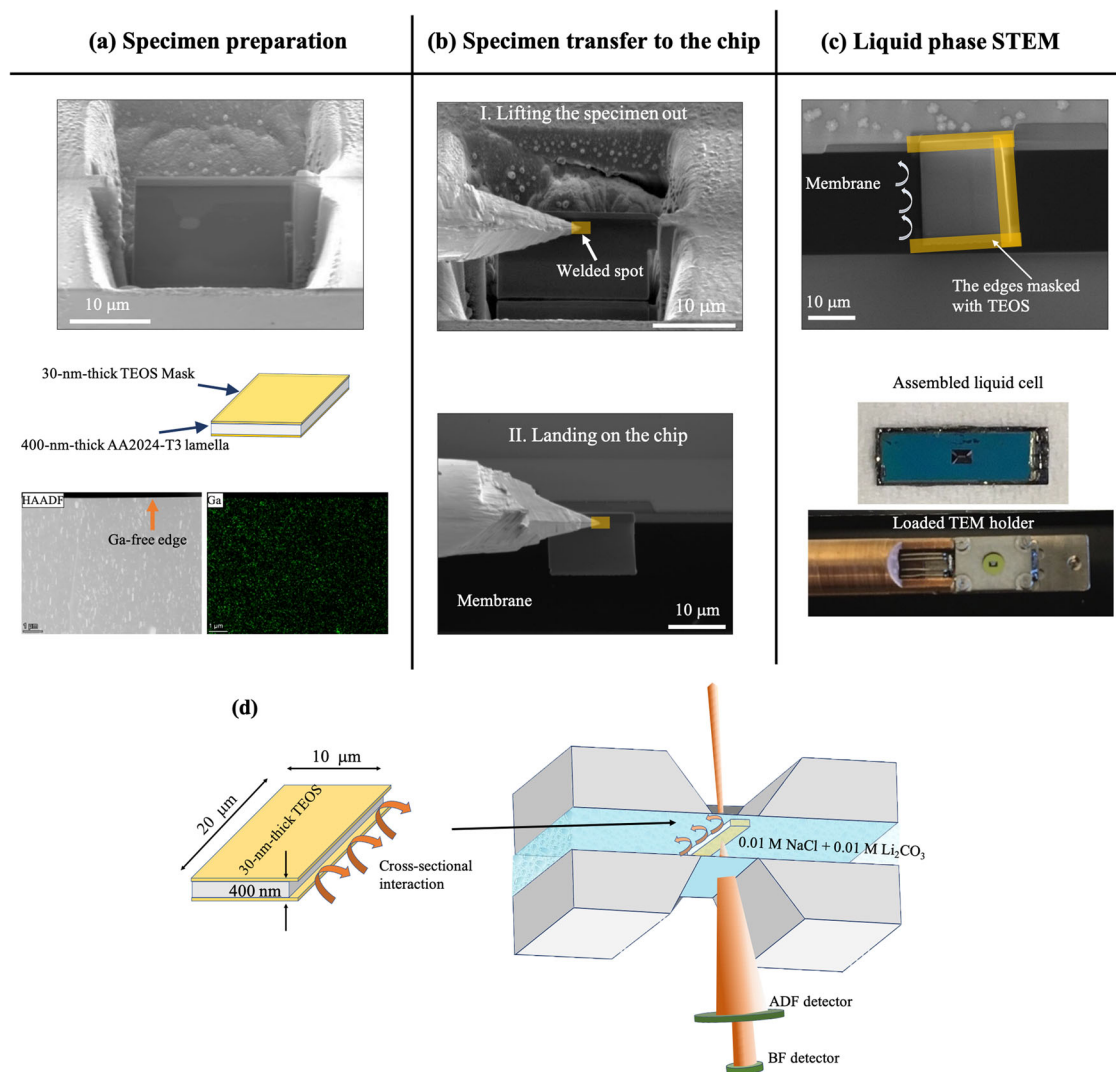 (a) Specimen preparation
(b) Specimen transfer to the chip
(c) Liquid phase STEM
10 μm
30-nm-thick TEOS Mask
400-nm-thick AA2024-T3 lamella
HAADF
Ga-free edge
1 μm
Ga
1 μm
I. Lifting the specimen out
Welded spot
10 μm
II. Landing on the chip
Membrane
10 μm
Membrane
10 μm
The edges masked
with TEOS
Assembled liquid cell
Loaded TEM holder
(d)
10 μm
20 μm
30-nm-thick TEOS
400 nm
Cross-sectional
interaction
0.01 M NaCl + 0.01 M Li₂CO₃
ADF detector
BF detector